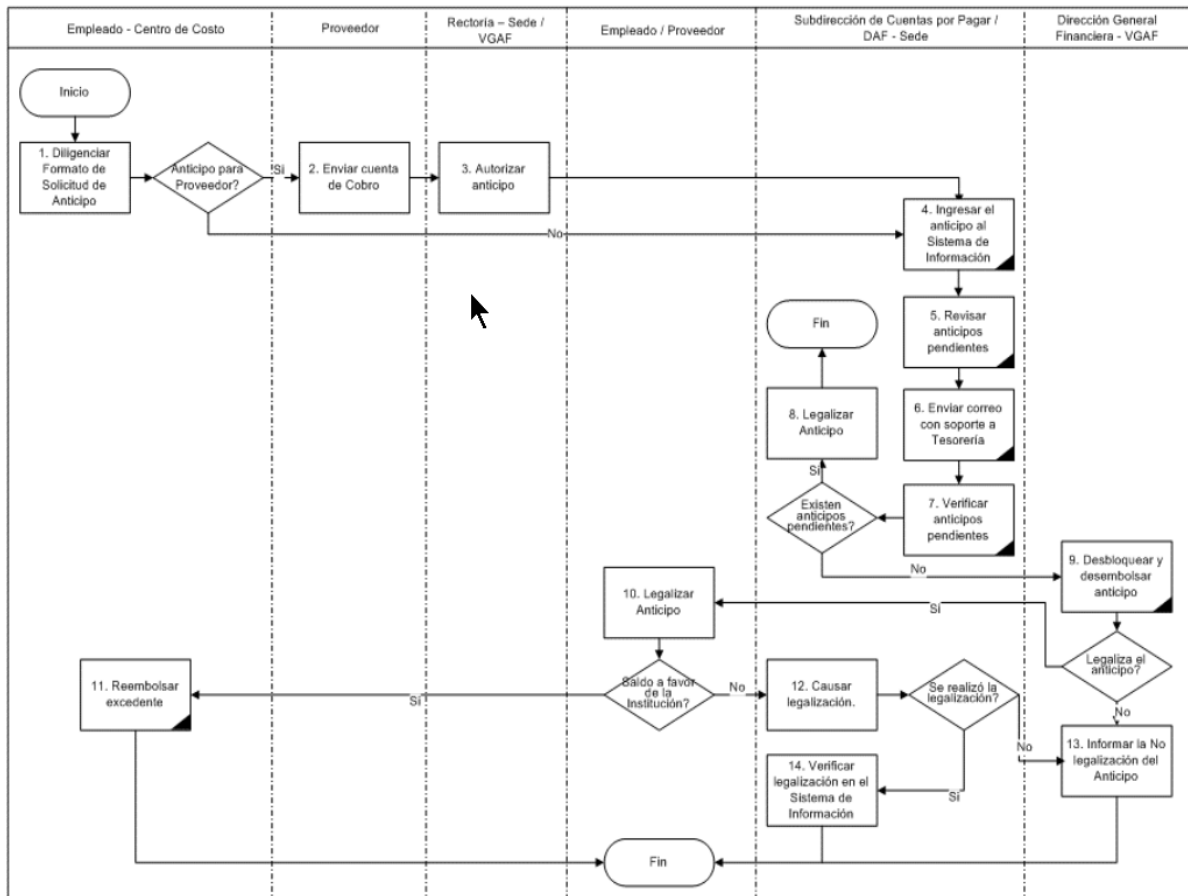 Empleado - Centro de Costo
Proveedor
Rectoría – Sede /
VGAF
Empleado / Proveedor
Subdirección de Cuentas por Pagar /
DAF - Sede
Dirección General
Financiera - VGAF
Inicio
1. Diligenciar
Formato de
Solicitud de
Anticipo
Anticipo para
Proveedor?
Si
2. Enviar cuenta
de Cobro
3. Autorizar
anticipo
No
4. Ingresar el
anticipo al
Sistema de
Información
5. Revisar
anticipos
pendientes
Fin
6. Enviar correo
con soporte a
Tesorería
8. Legalizar
Anticipo
Sí
Existen
anticipos
pendientes?
7. Verificar
anticipos
pendientes
No
9. Desbloquear y
desembolsar
anticipo
10. Legalizar
Anticipo
Sí
Legaliza el
anticipo?
No
11. Reembolsar
excedente
Sí
Saldo a favor
de la
Institución?
No
12. Causar
legalización.
Se realizó la
legalización?
No
13. Informar la No
legalización del
Anticipo
14. Verificar
legalización en el
Sistema de
Información
Sí
Fin